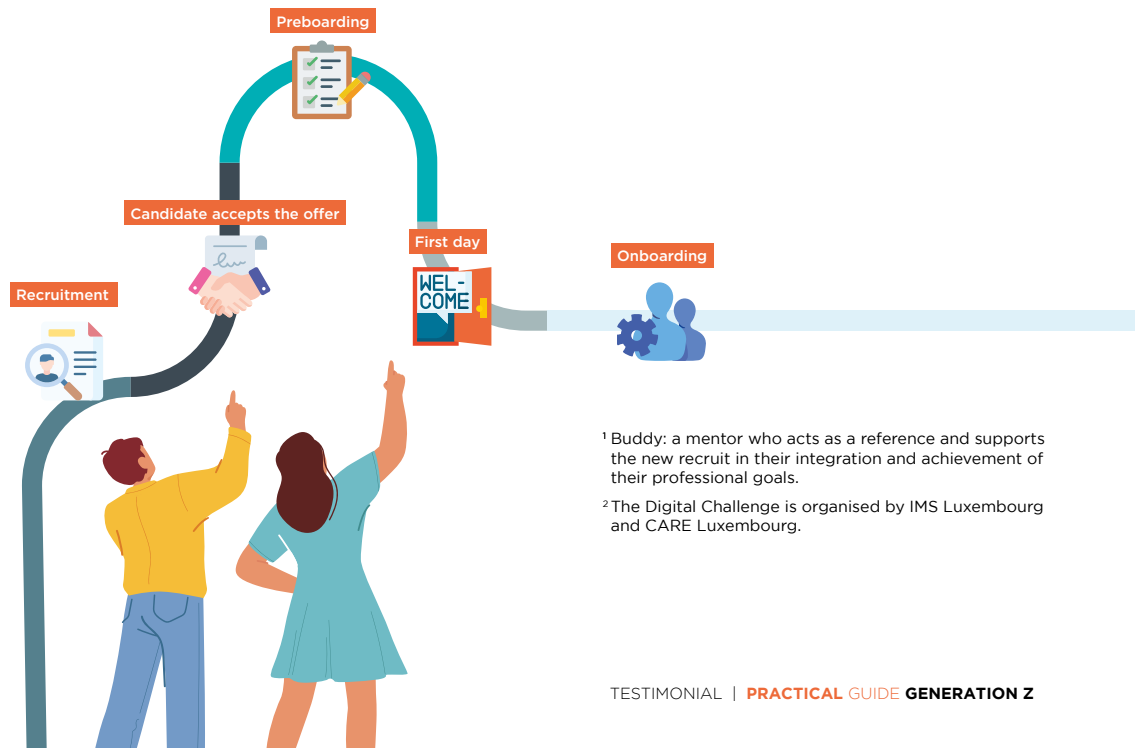 Preboarding
Candidate accepts the offer
First day
WEL-
COME
Onboarding
Recruitment
¹ Buddy: a mentor who acts as a reference and supports
the new recruit in their integration and achievement of
their professional goals.
² The Digital Challenge is organised by IMS Luxembourg
and CARE Luxembourg.
TESTIMONIAL | PRACTICAL GUIDE GENERATION Z